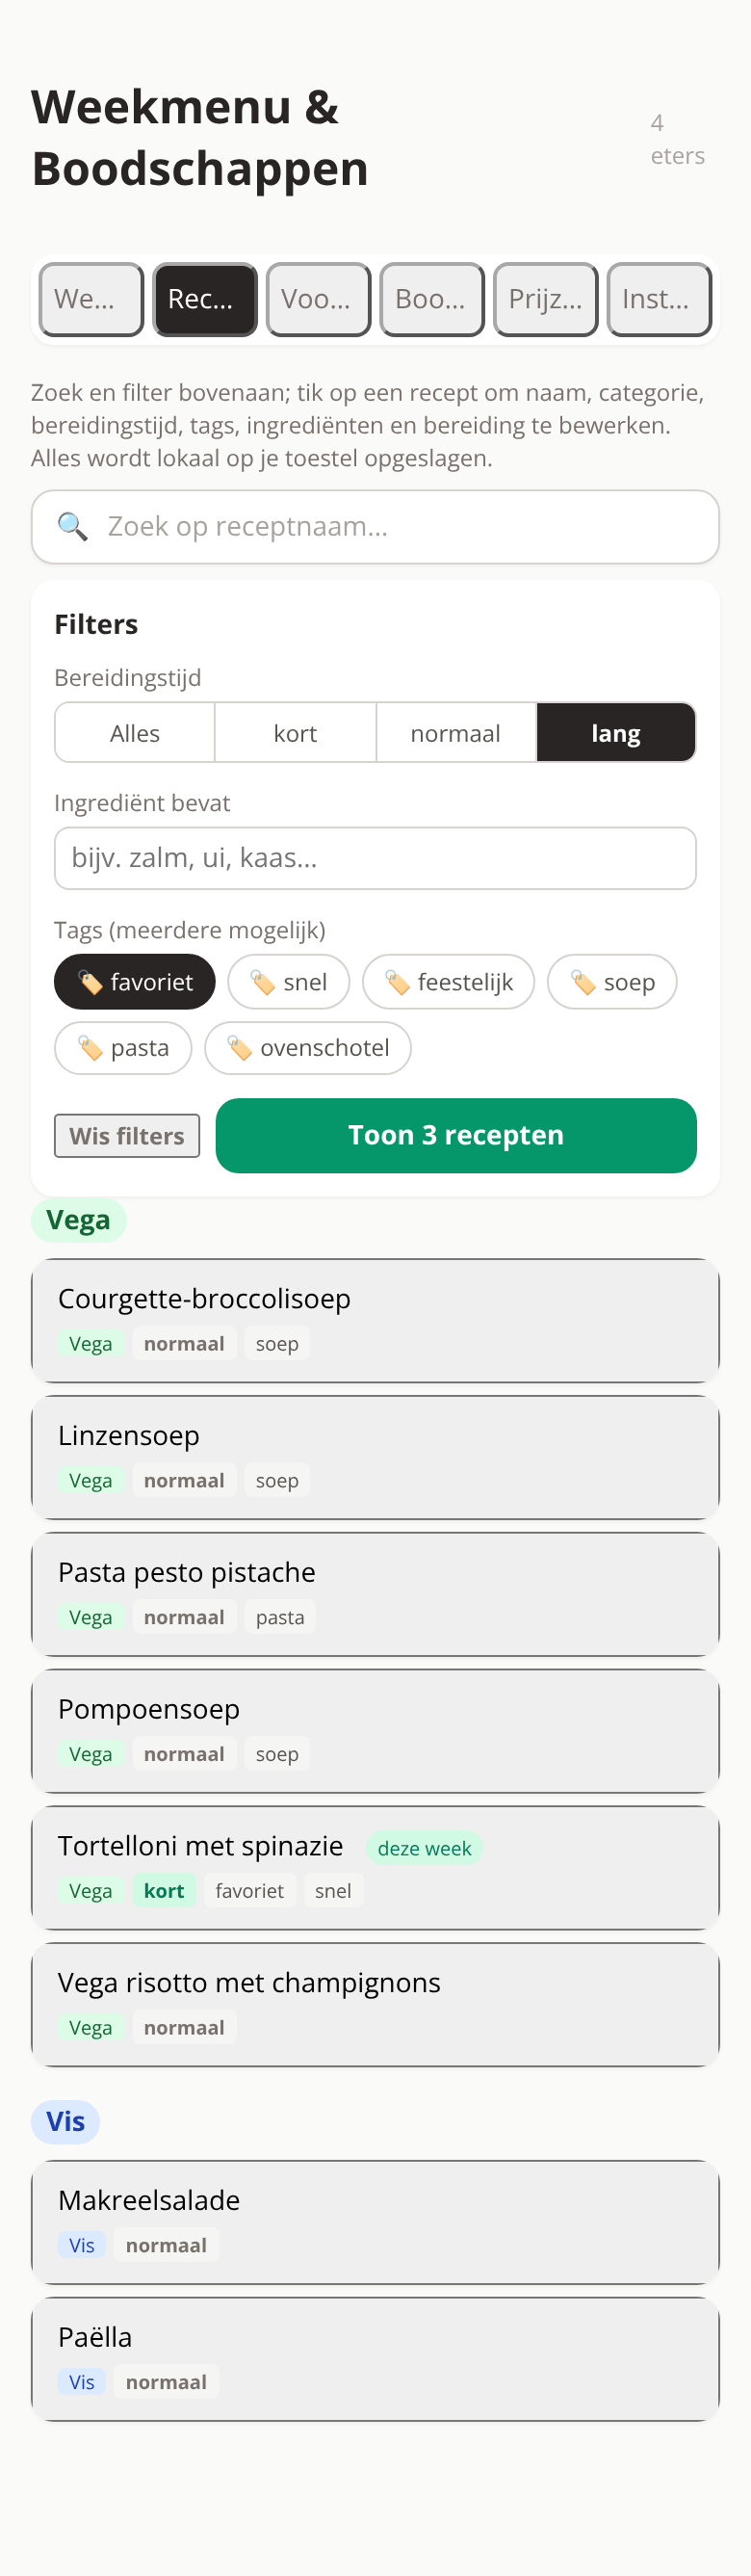 Weekmenu &
Boodschappen
4
eters
We...
Rec...
Voo...
Boo...
Prijz...
Inst...
Zoek en filter bovenaan; tik op een recept om naam, categorie,
bereidingstijd, tags, ingrediënten en bereiding te bewerken.
Alles wordt lokaal op je toestel opgeslagen.
🔍 Zoek op receptnaam...
Filters
Bereidingstijd
Alles
kort
normaal
lang
Ingrediënt bevat
bijv. zalm, ui, kaas...
Tags (meerdere mogelijk)
🏷️ favoriet
🏷️ snel
🏷️ feestelijk
🏷️ soep
🏷️ pasta
🏷️ ovenschotel
Wis filters
Toon 3 recepten
Vega
Courgette-broccolisoep
Vega normaal soep
Linzensoep
Vega normaal soep
Pasta pesto pistache
Vega normaal pasta
Pompoensoep
Vega normaal soep
Tortelloni met spinazie deze week
Vega kort favoriet snel
Vega risotto met champignons
Vega normaal
Vis
Makreelsalade
Vis normaal
Paëlla
Vis normaal